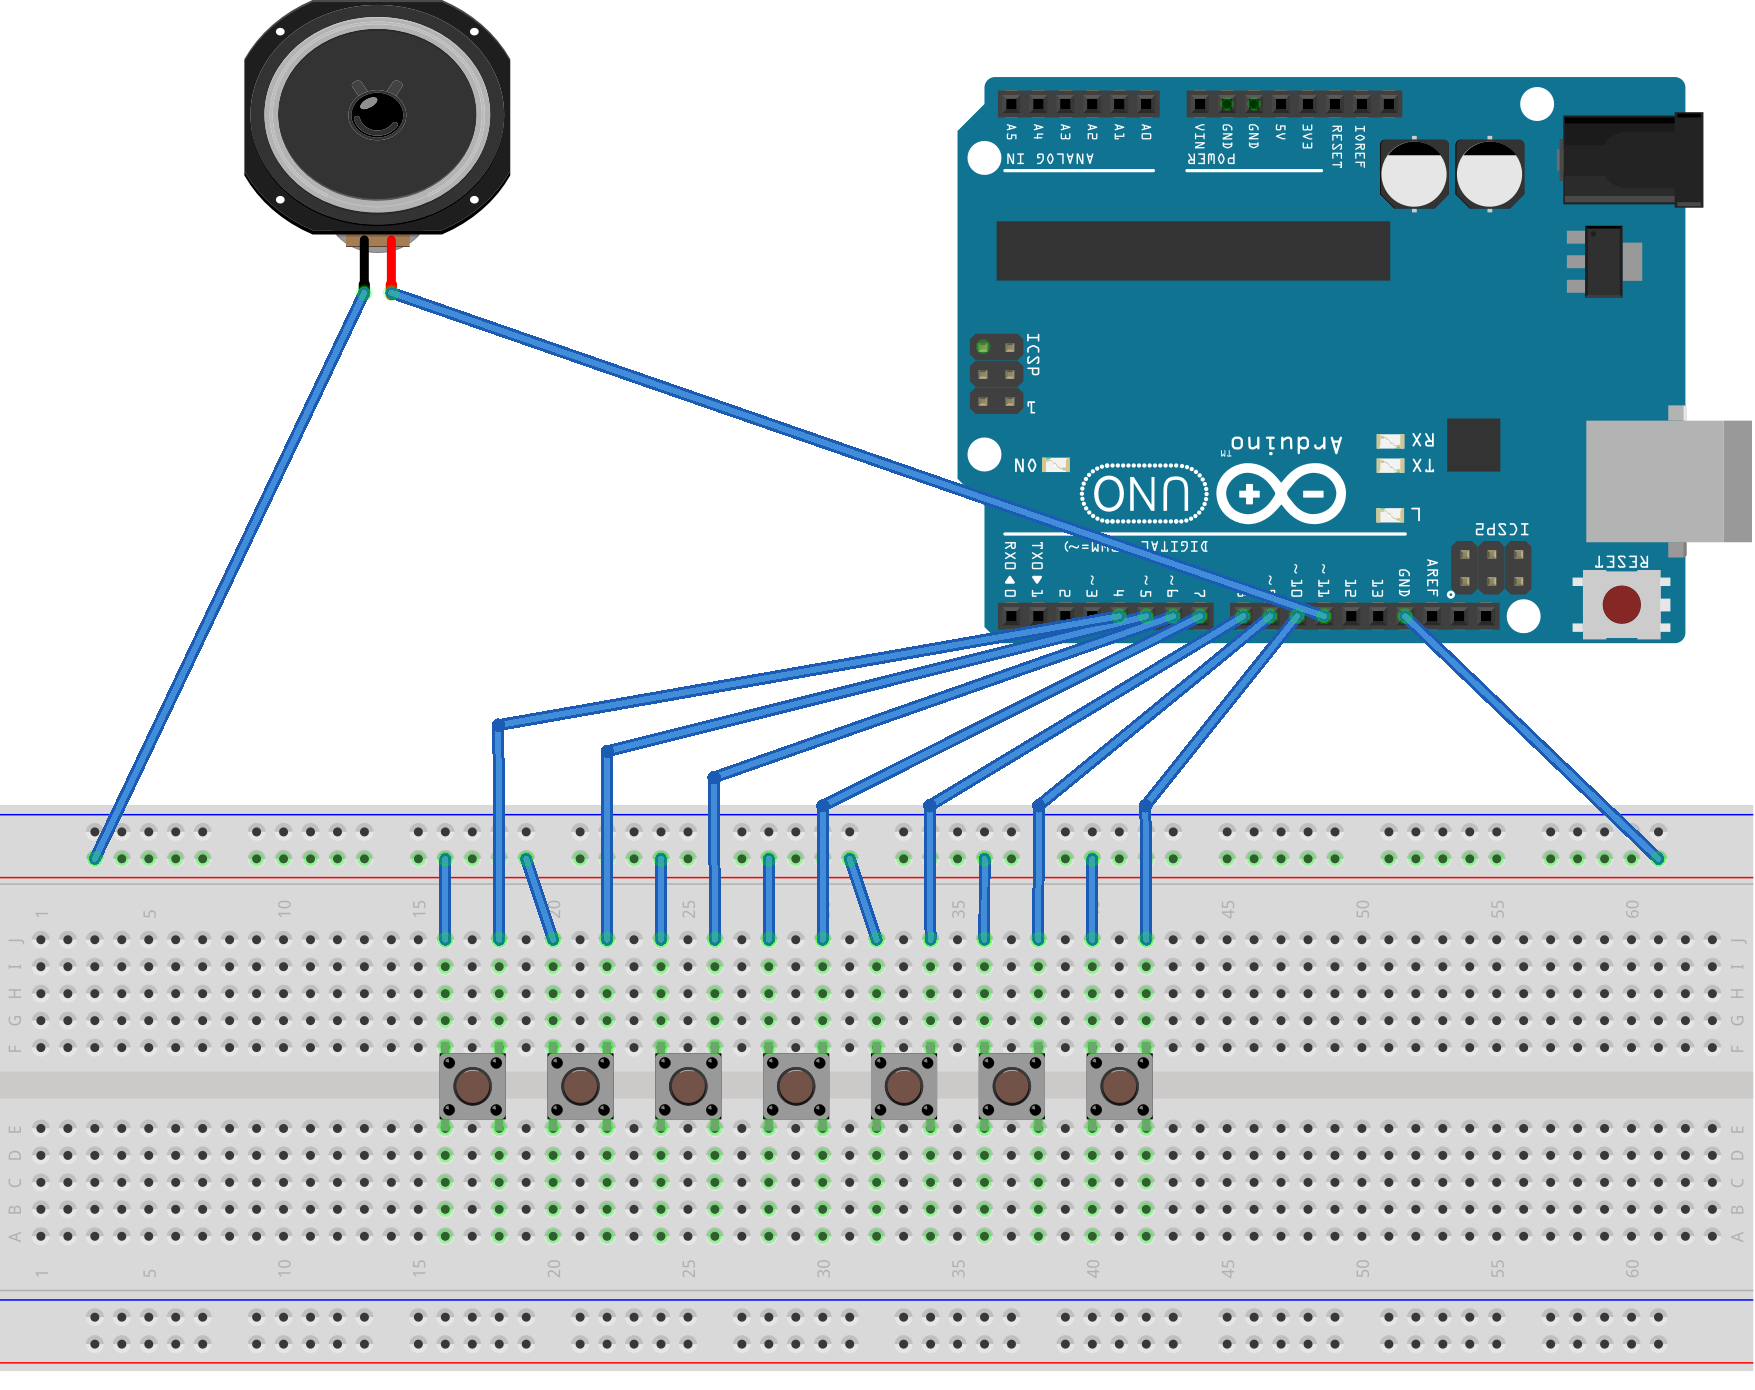 A5 A4 A3 A2 A1 A0
VIN GND GND 5V 3V3 RESET IOREF
ANALOG IN
POWER
ICSP
1
Arduino
TM
ON
UNO
RX
TX
L
ICSP2
DIGITAL (PWM=~)
RESET
RX0 TX0
0 1 2 ~3 4 ~5 ~6 7 8 ~9 ~10 ~11 12 13 GND AREF
1 5 10 15 20 25 35 45 50 55 60
J J
I I
H H
G G
F F
E E
D D
C C
B B
A A
1 5 10 15 20 25 30 35 40 45 50 55 60